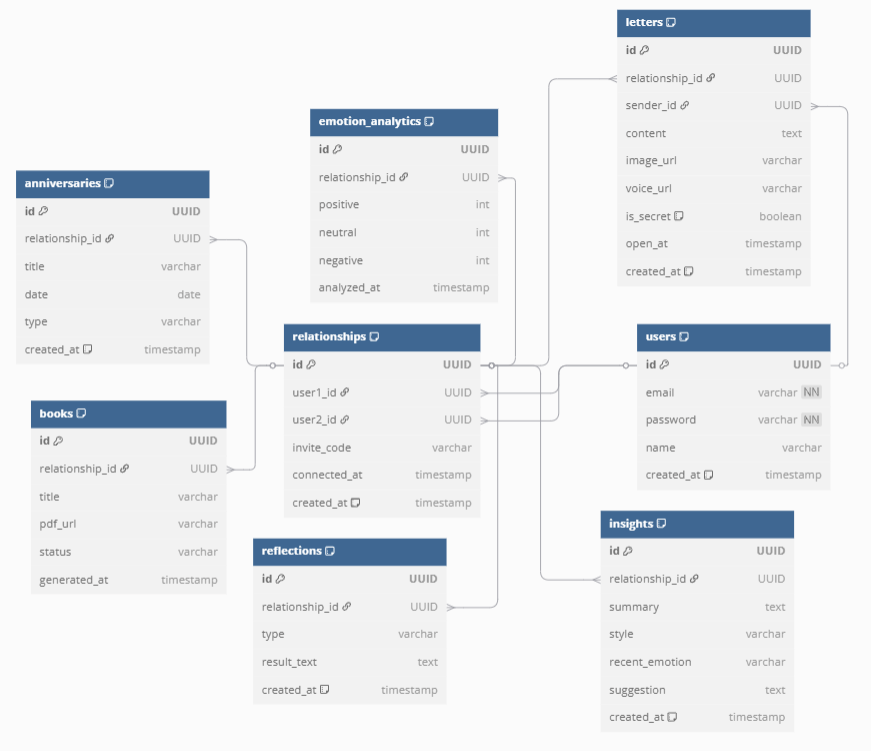 letters
id UUID
relationship_id UUID
sender_id UUID
content text
image_url varchar
voice_url varchar
is_secret boolean
open_at timestamp
created_at timestamp
emotion_analytics
id UUID
relationship_id UUID
positive int
neutral int
negative int
analyzed_at timestamp
anniversaries
id UUID
relationship_id UUID
title varchar
date date
type varchar
created_at timestamp
relationships
id UUID
user1_id UUID
user2_id UUID
invite_code varchar
connected_at timestamp
created_at timestamp
users
id UUID
email varchar NN
password varchar NN
name varchar
created_at timestamp
books
id UUID
relationship_id UUID
title varchar
pdf_url varchar
status varchar
generated_at timestamp
reflections
id UUID
relationship_id UUID
type varchar
result_text text
created_at timestamp
insights
id UUID
relationship_id UUID
summary text
style varchar
recent_emotion varchar
suggestion text
created_at timestamp